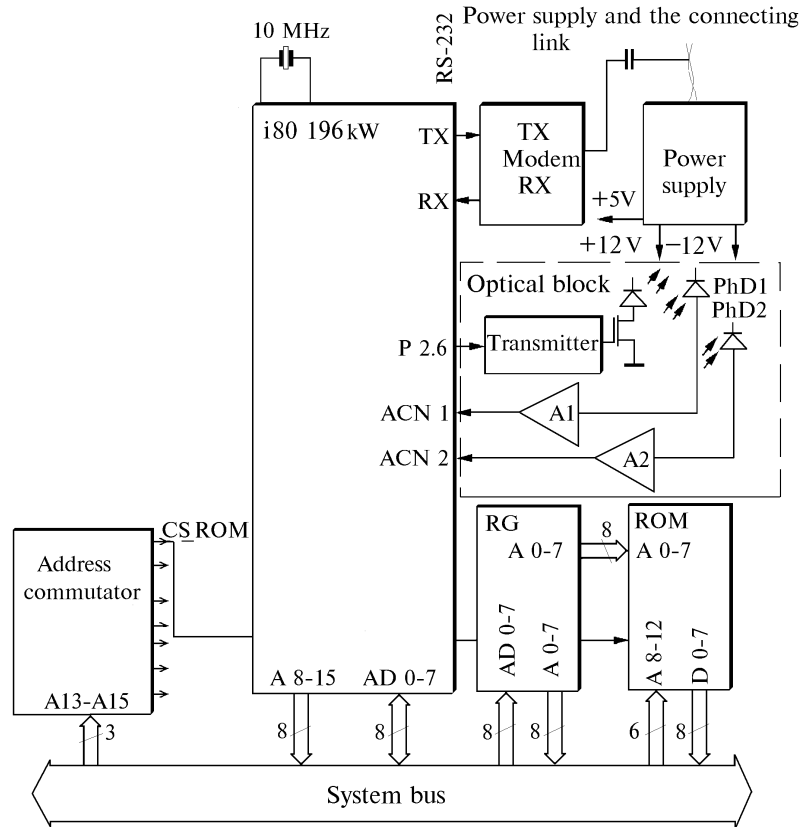 Power supply and the connecting
link
10 MHz
RS-232
i80 196 kW
TX
RX
TX
Modem
RX
Power
supply
+5V
+12 V
−12V
Optical block
PhD1
PhD2
P 2.6
Transmitter
ACN 1
A1
ACN 2
A2
CS_ROM
Address
commutator
A13-A15
3
A 8-15
AD 0-7
8
8
RG
A 0-7
8
AD 0-7
A 0-7
8
8
ROM
A 0-7
A 8-12
D 0-7
6
8
System bus